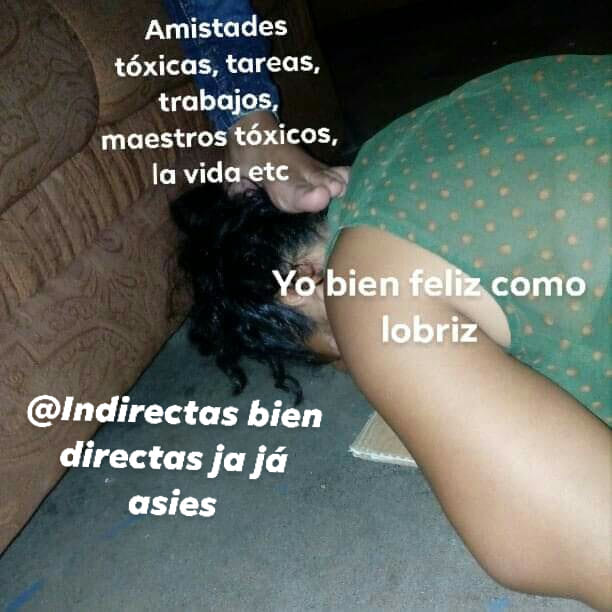 Amistades
tóxicas, tareas,
trabajos,
maestros tóxicos,
la vida etc
Yo bien feliz como
lobriz
@Indirectas bien
directas ja já
asies